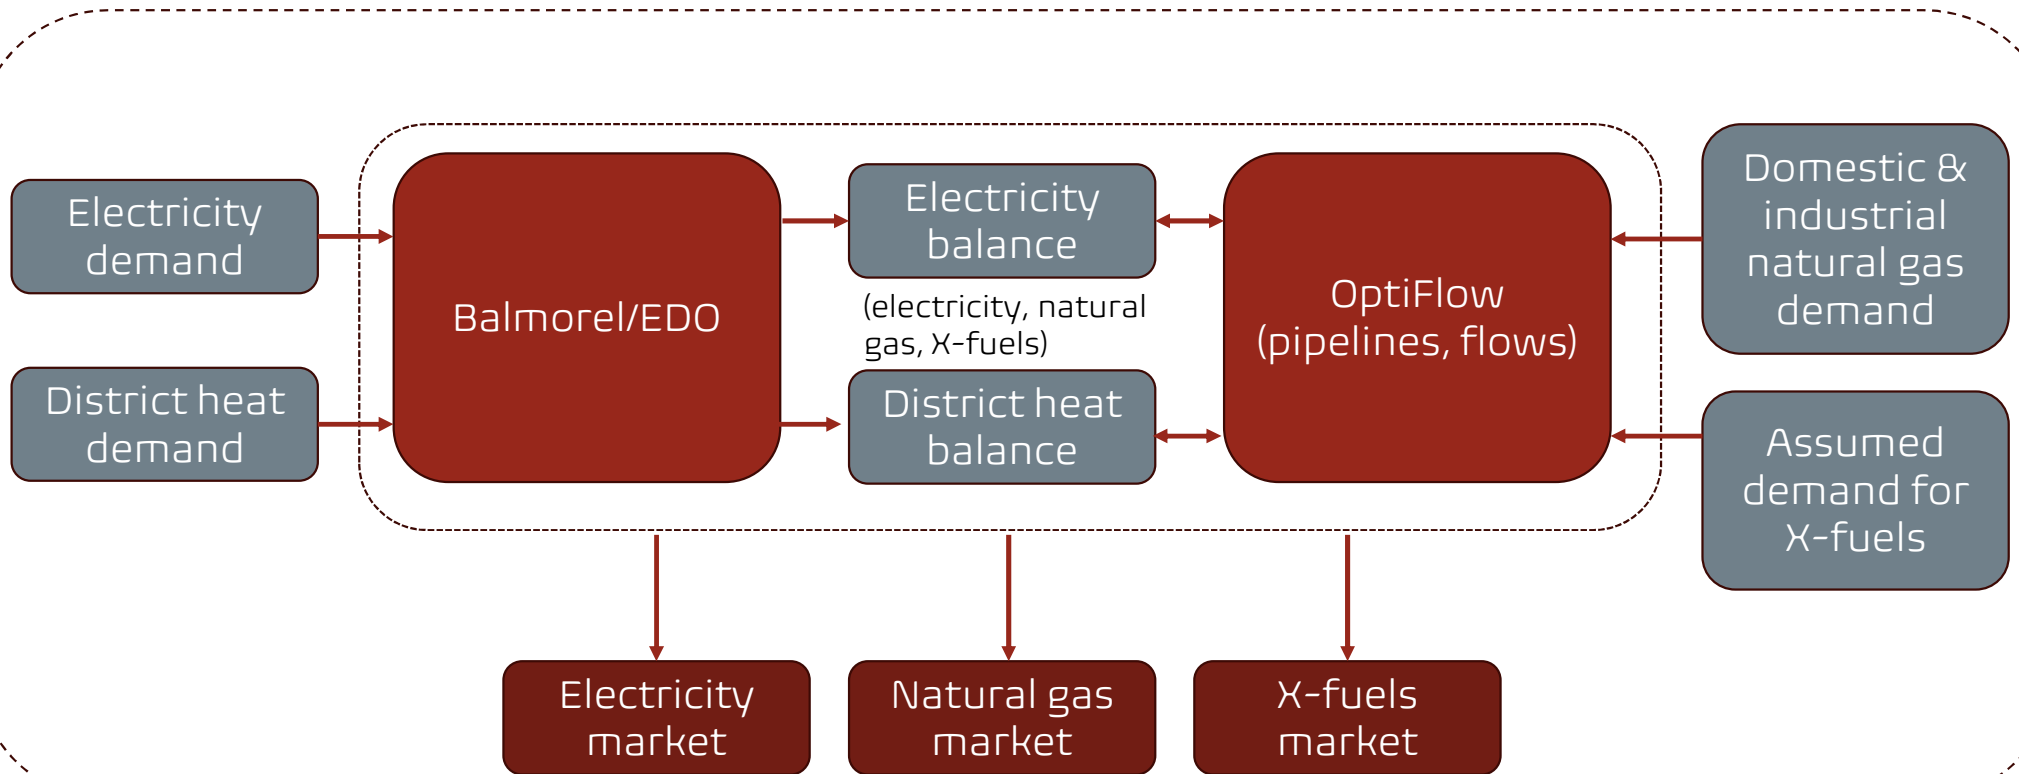 Electricity
demand
District heat
demand
Balmorel/EDO
Electricity
balance
(electricity, natural
gas, X-fuels)
District heat
balance
OptiFlow
(pipelines, flows)
Domestic &
industrial
natural gas
demand
Assumed
demand for
X-fuels
Electricity
market
Natural gas
market
X-fuels
market